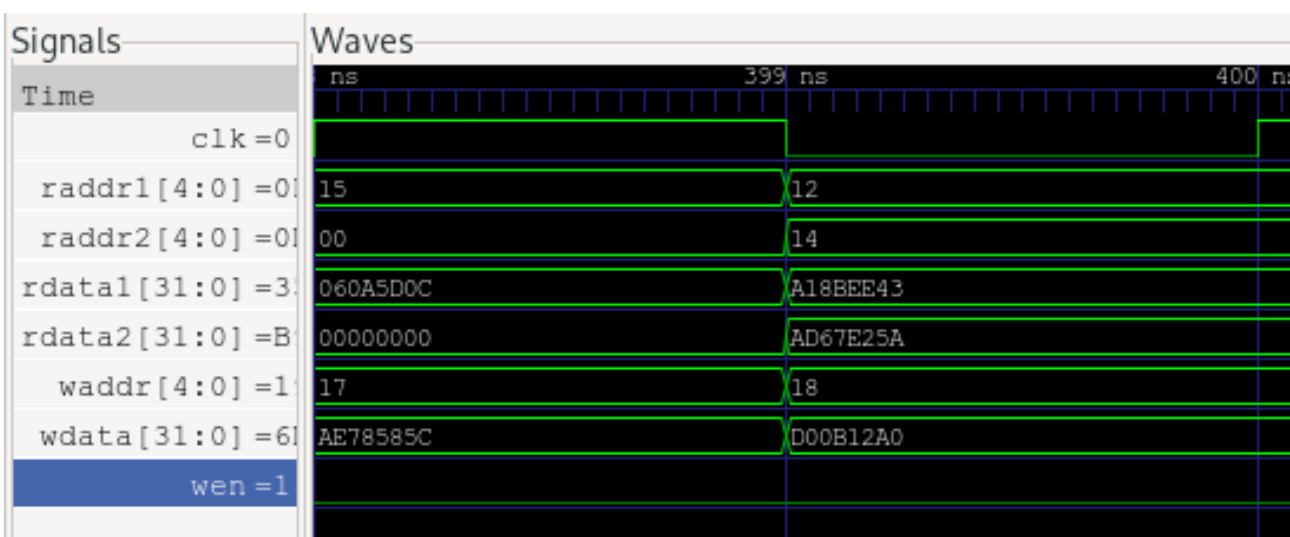 Signals Waves
Time ns 399 ns 400 ns
clk=0
raddr1[4:0]=0 15 12
raddr2[4:0]=0 00 14
rdata1[31:0]=3 060A5D0C A18BEE43
rdata2[31:0]=B 00000000 AD67E25A
waddr[4:0]=1 17 18
wdata[31:0]=6 AE78585C D00B12A0
wen=1